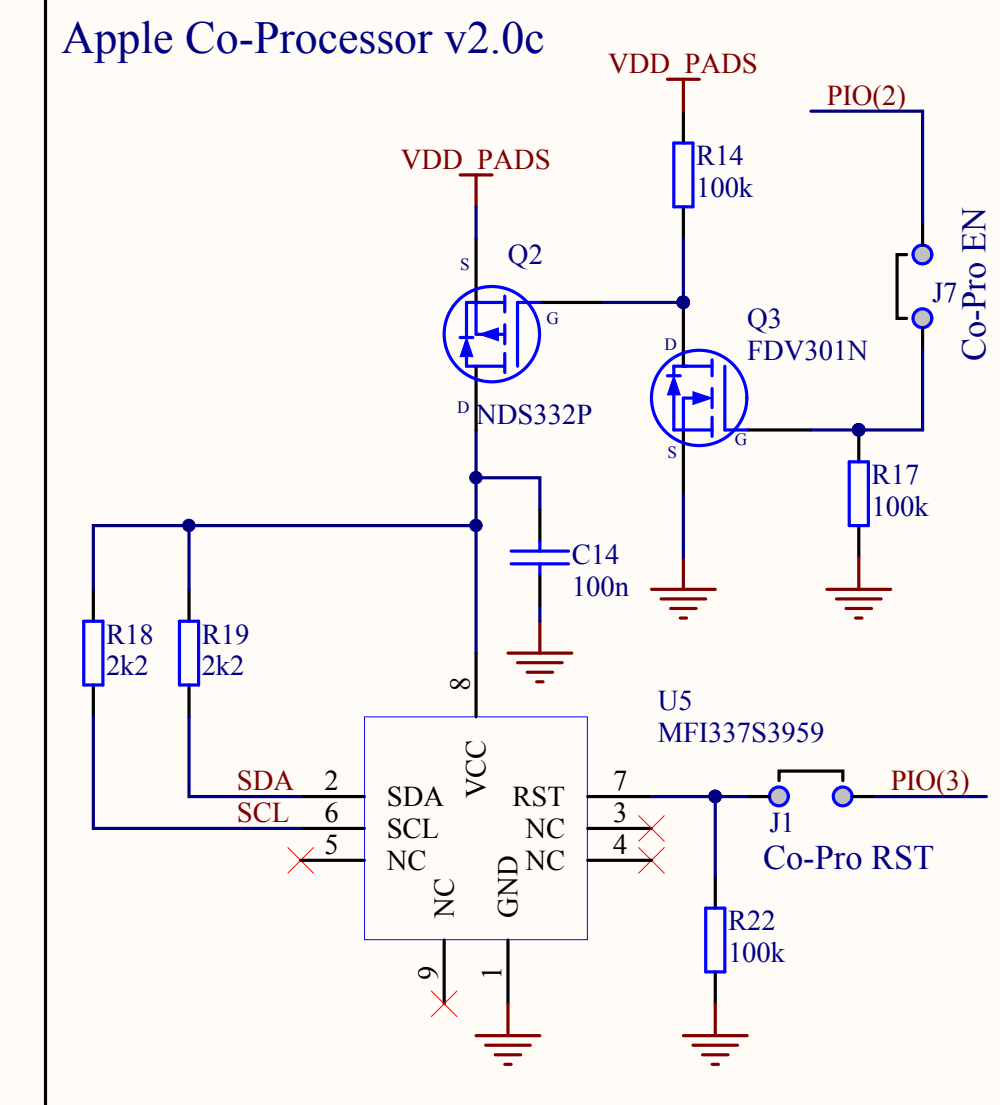 Apple Co-Processor v2.0c
VDD_PADS
PIO(2)
R14
100k
VDD_PADS
S
Q2
G
Co-Pro EN
J7
Q3
FDV301N
D
D
NDS332P
G
S
R17
100k
C14
100n
R18
2k2
R19
2k2
8
U5
MFI337S3959
VCC
SDA
2
SDA
RST
7
PIO(3)
SCL
6
SCL
NC
3
J1
5
NC
NC
4
Co-Pro RST
NC
GND
R22
100k
9
1